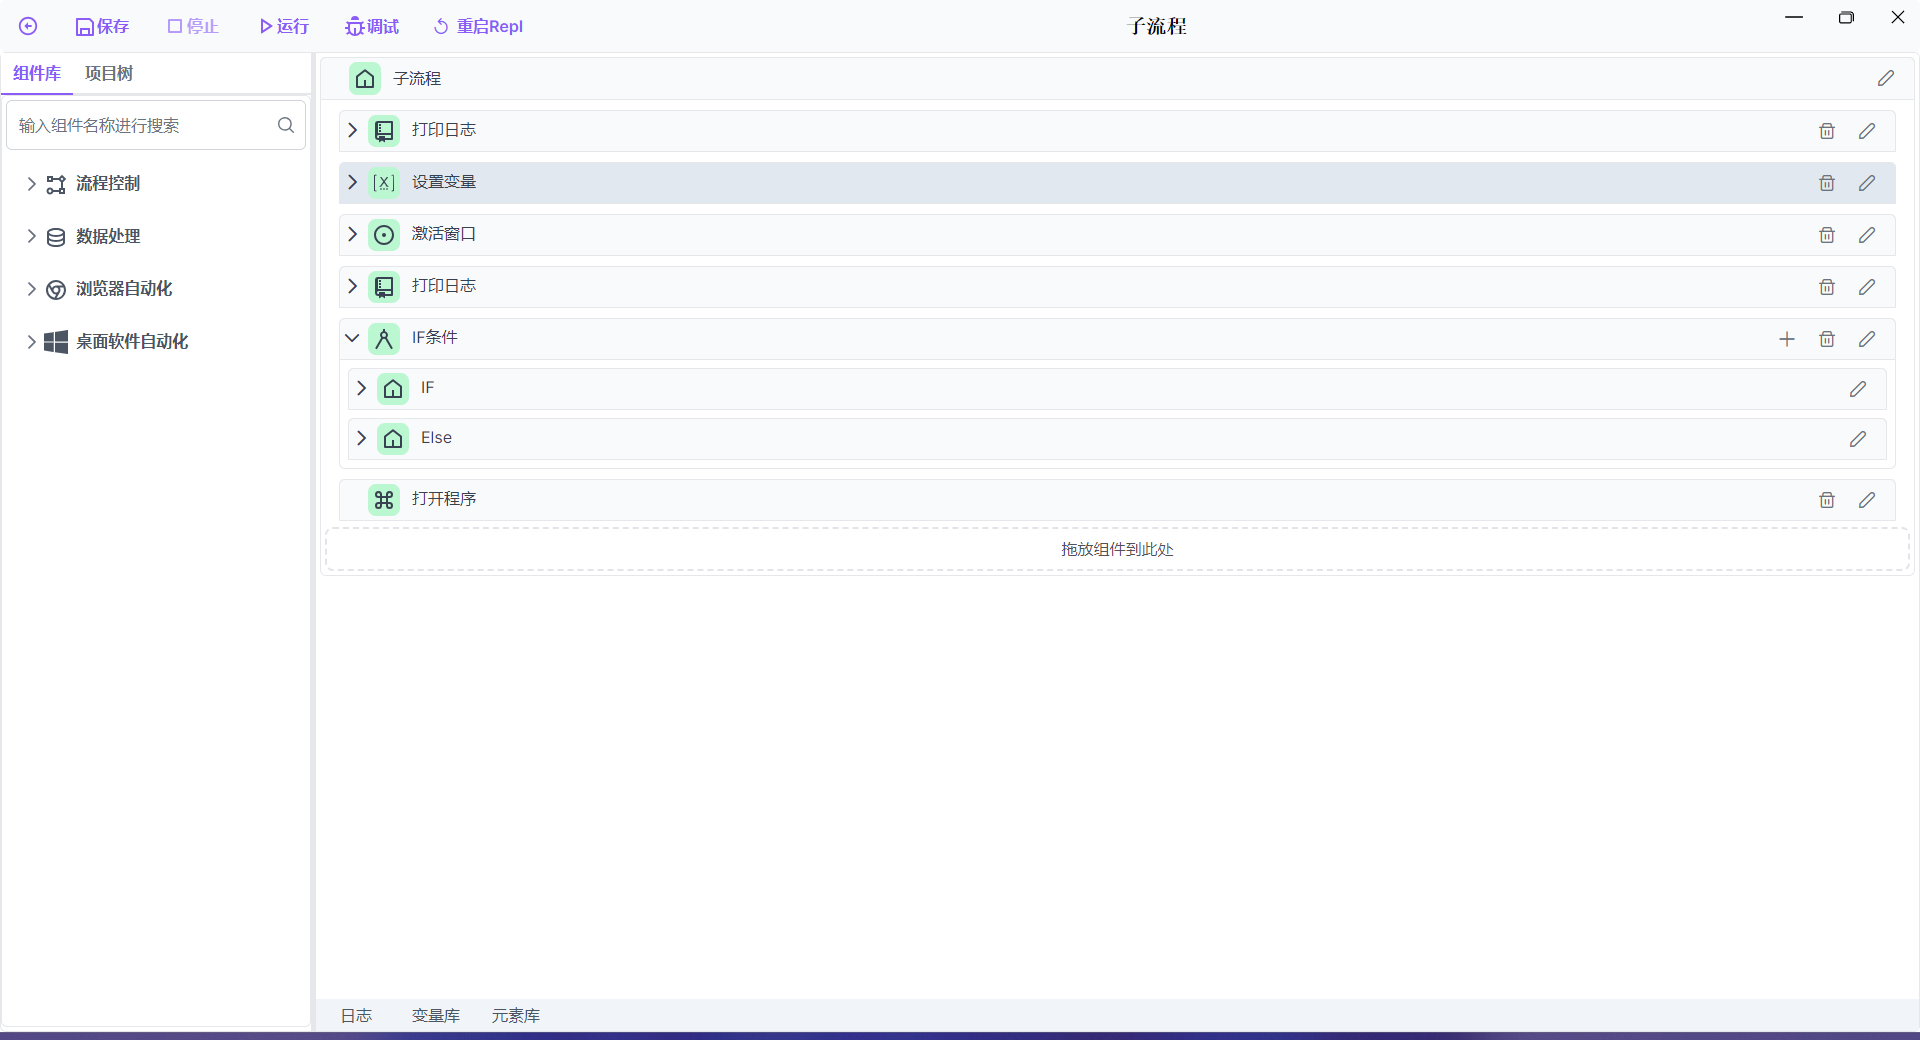 保存 停止 运行 调试 重启Repl 子流程
组件库 项目树
输入组件名称进行搜索
流程控制
数据处理
浏览器自动化
桌面软件自动化
子流程
打印日志
[X] 设置变量
激活窗口
打印日志
IF条件
IF
Else
打开程序
拖放组件到此处
日志 变量库 元素库